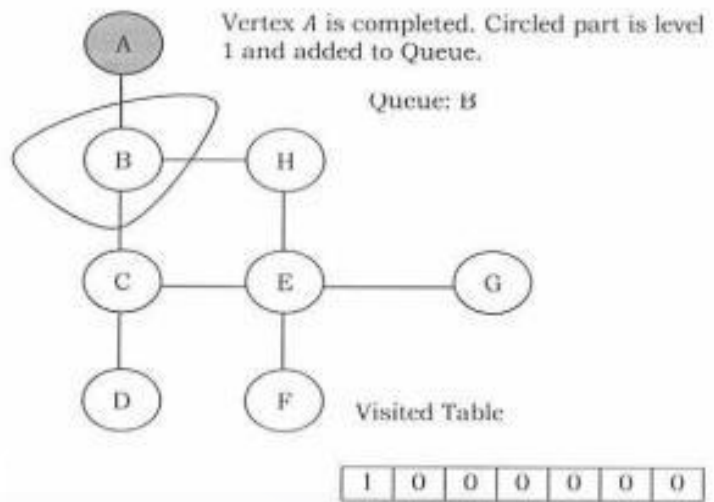 A
Vertex A is completed. Circled part is level
1 and added to Queue.
Queue: B
B
H
C
E
G
D
F
Visited Table
1 0 0 0 0 0 0